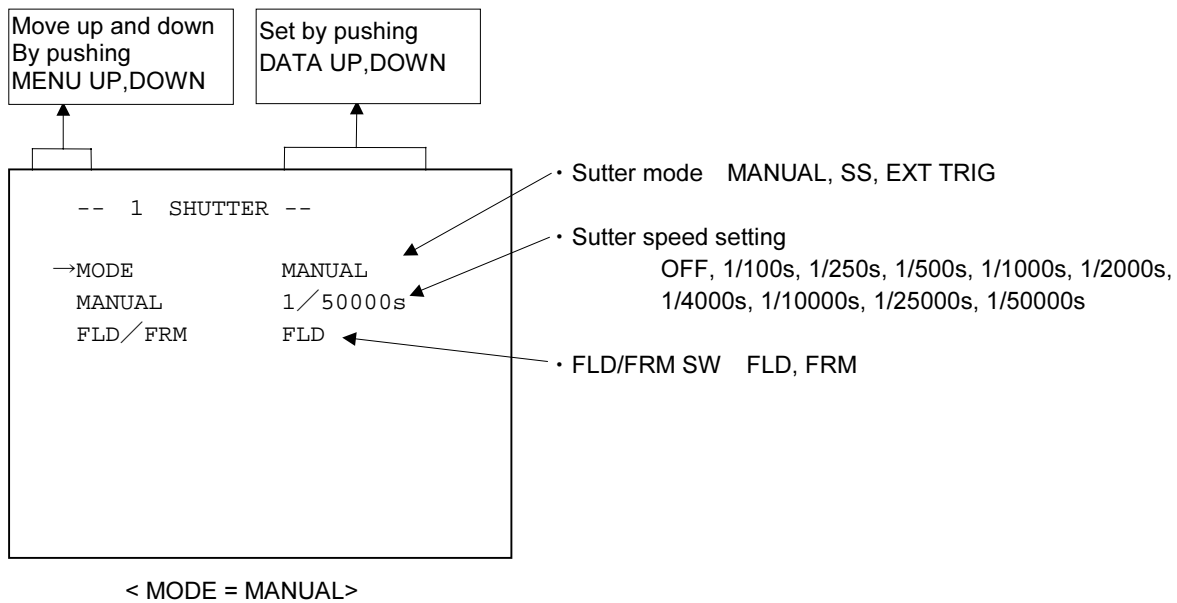 Move up and down
By pushing
MENU UP,DOWN
Set by pushing
DATA UP,DOWN
-- 1 SHUTTER --
→MODE MANUAL
MANUAL 1／50000s
FLD／FRM FLD
・Sutter mode MANUAL, SS, EXT TRIG
・Sutter speed setting
OFF, 1/100s, 1/250s, 1/500s, 1/1000s, 1/2000s,
1/4000s, 1/10000s, 1/25000s, 1/50000s
・FLD/FRM SW FLD, FRM
< MODE = MANUAL>